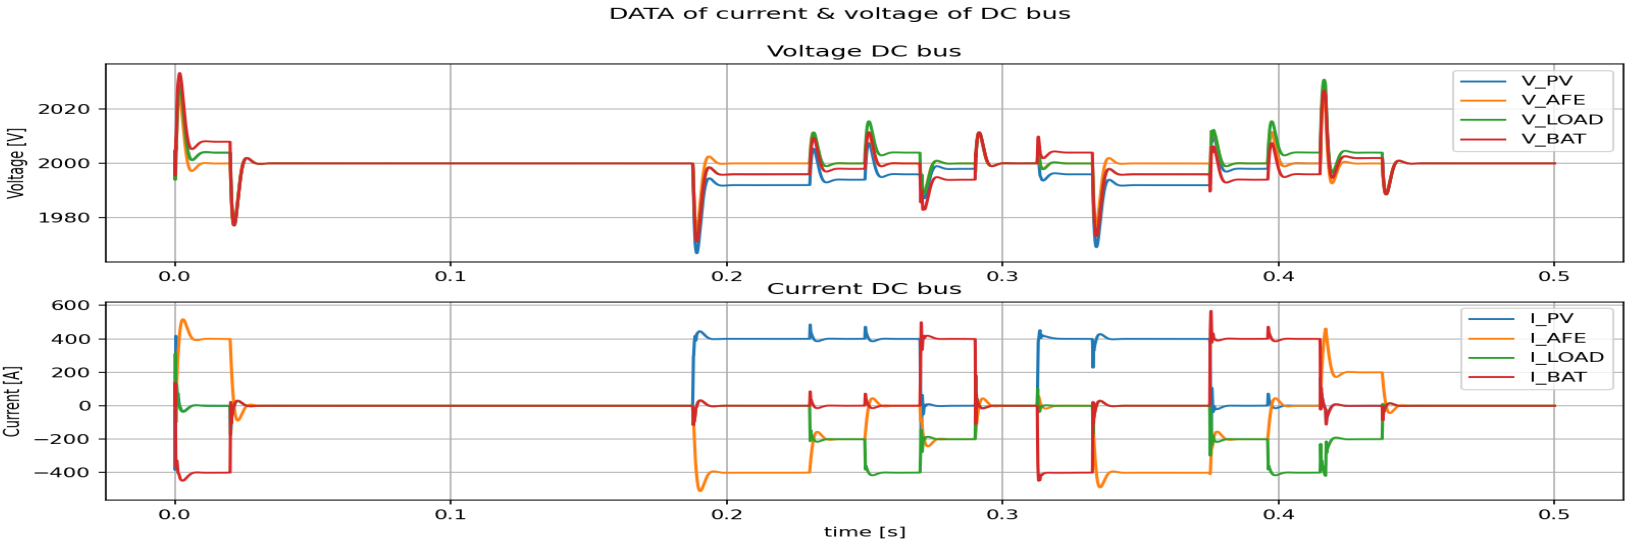 DATA of current & voltage of DC bus
Voltage DC bus
Voltage [V]
2020
2000
1980
V_PV
V_AFE
V_LOAD
V_BAT
0.0 0.1 0.2 0.3 0.4 0.5
Current DC bus
Current [A]
600
400
200
0
−200
−400
I_PV
I_AFE
I_LOAD
I_BAT
0.0 0.1 0.2 0.3 0.4 0.5
time [s]